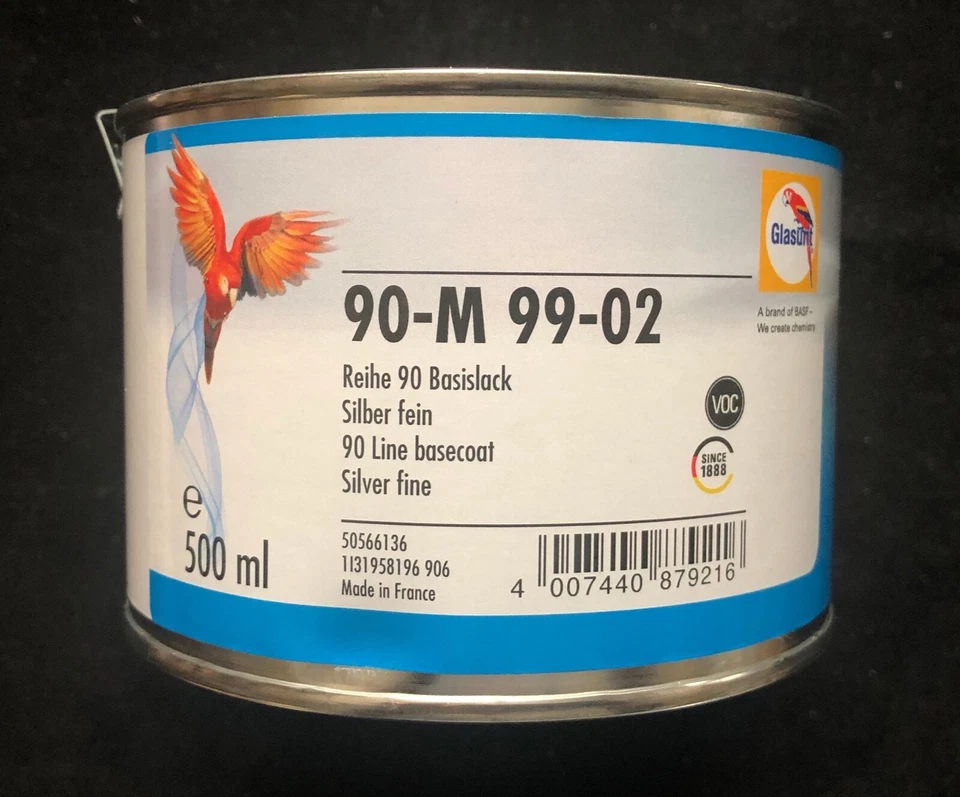 Glasurit
A brand of BASF –
We create chemistry
90-M 99-02
Reihe 90 Basislack
Silber fein
90 Line basecoat
Silver fine
VOC
SINCE
1888
e
500 ml
50566136
1I31958196 906
Made in France
4 007440 879216